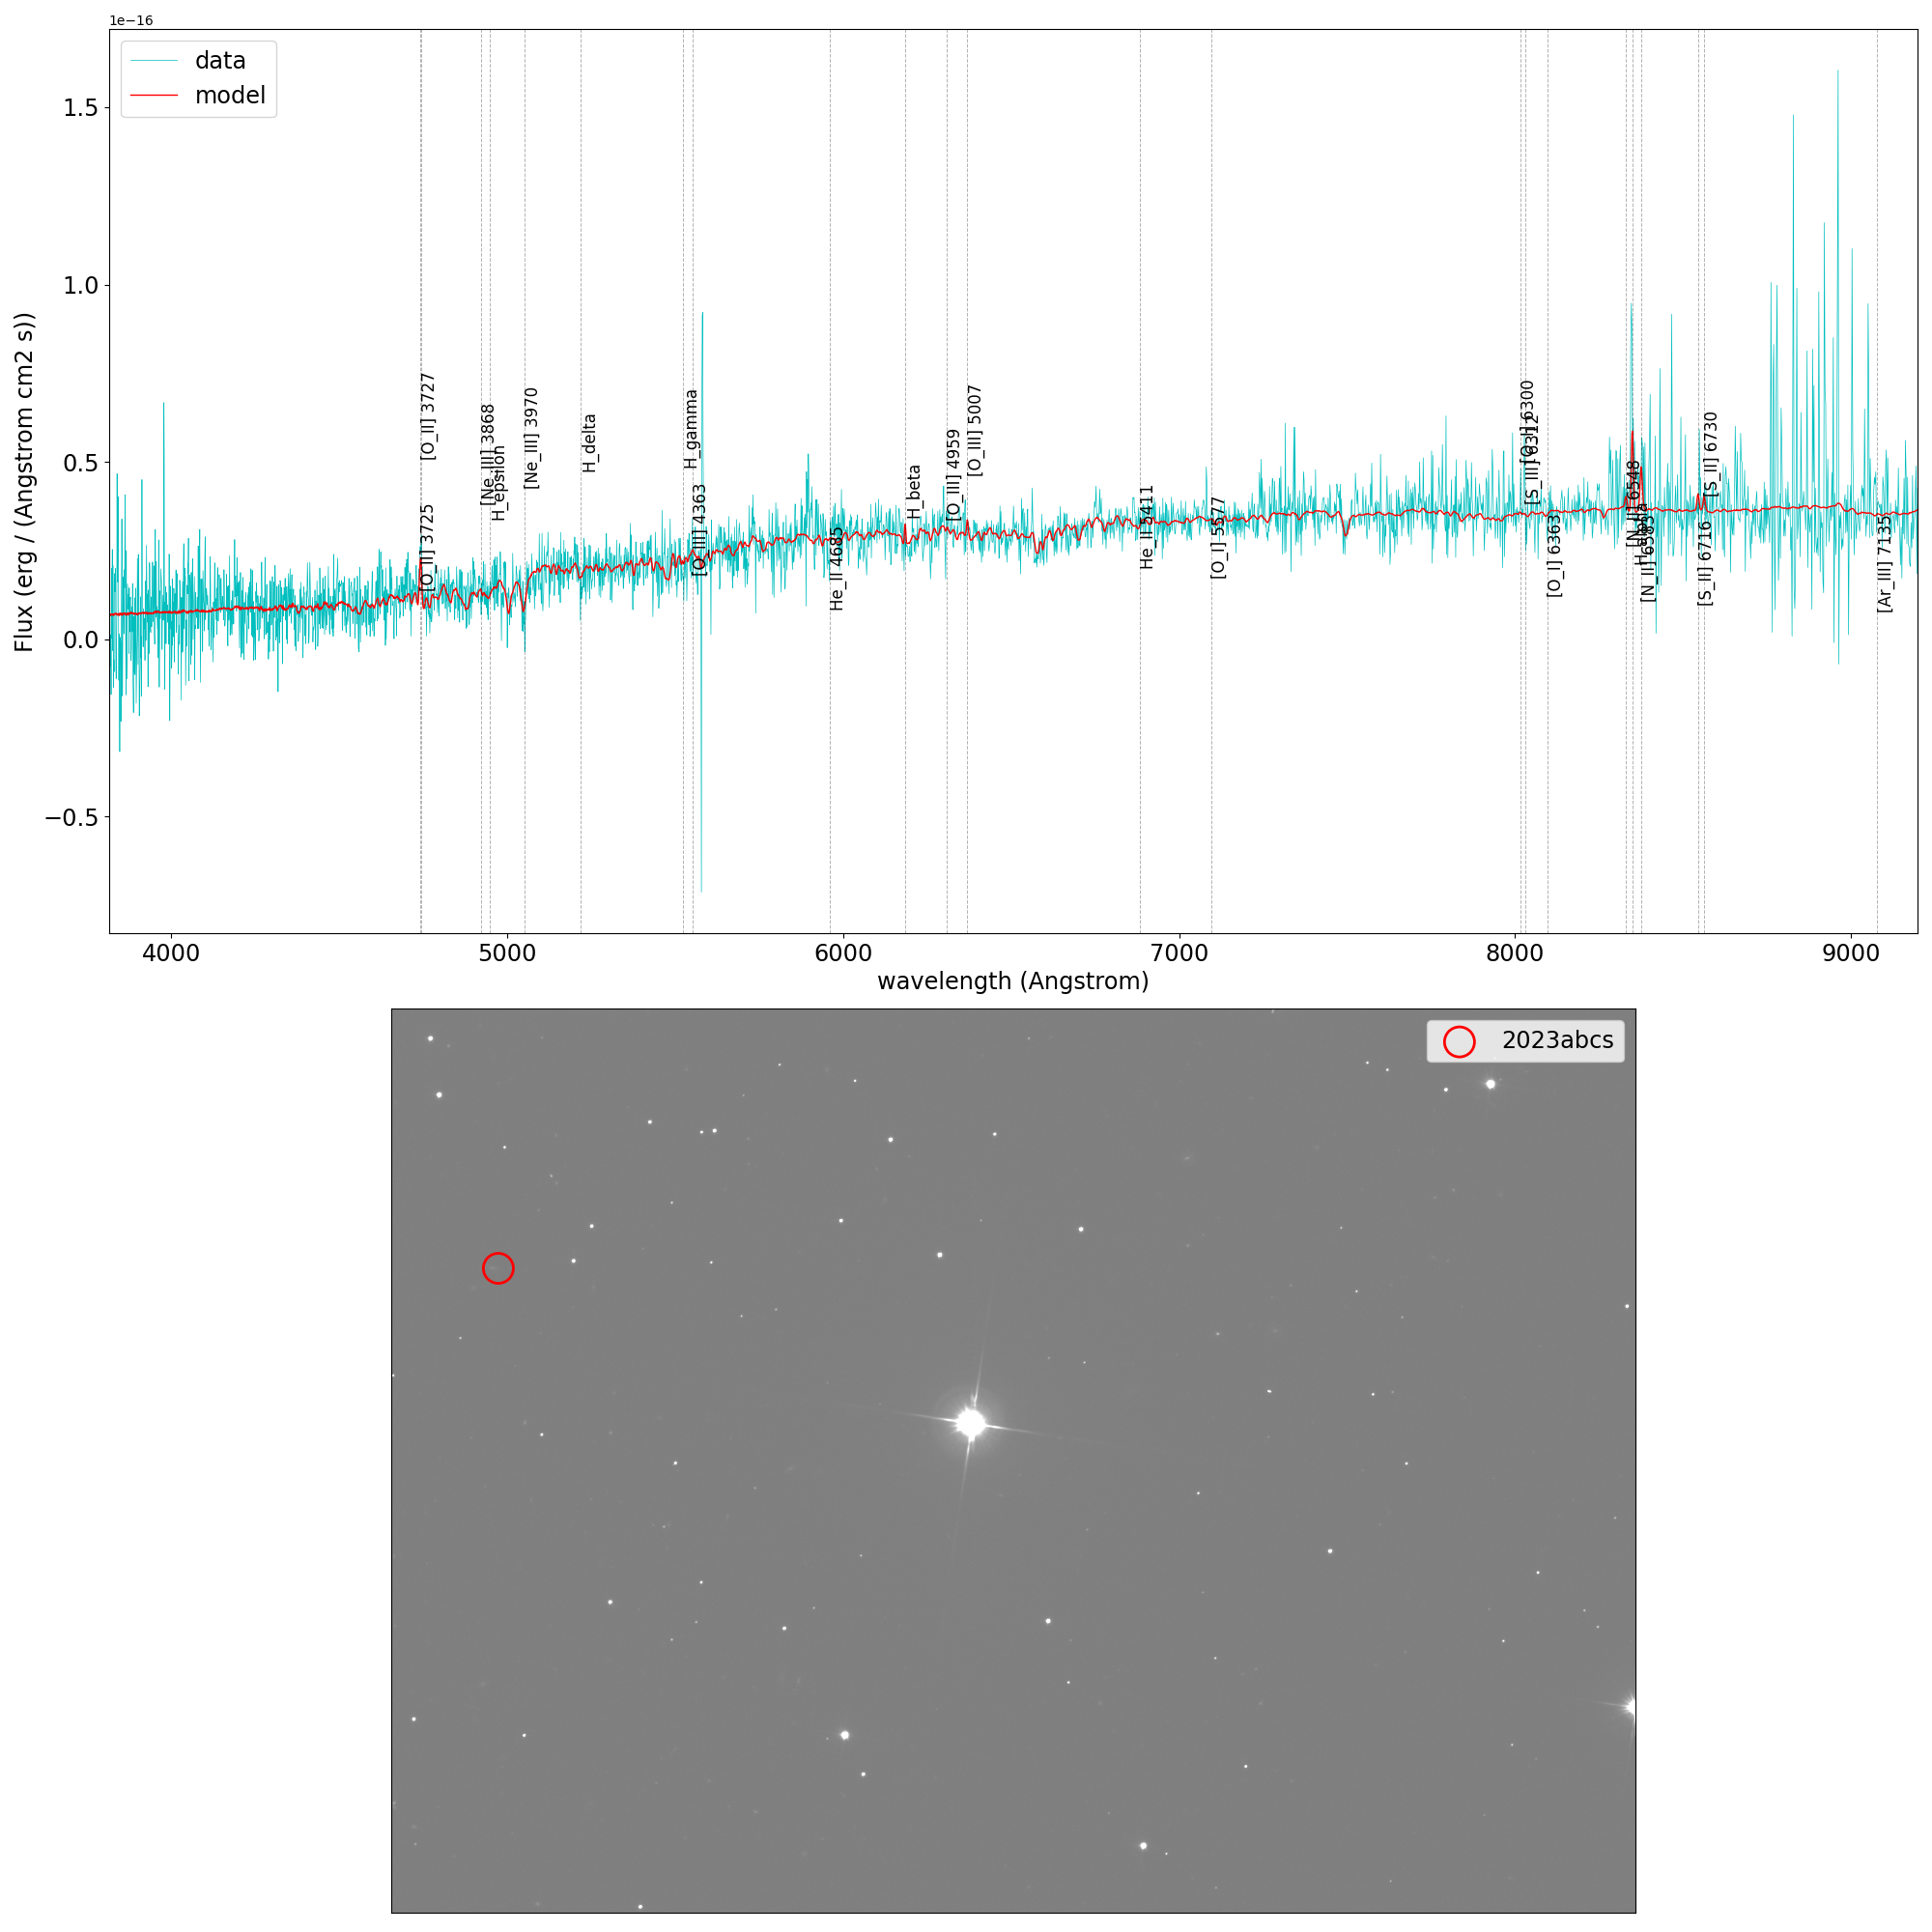 1e−16
data
model
1.5
1.0
0.5
0.0
−0.5
Flux (erg / (Angstrom cm2 s))
[O_II] 3725
[O_II] 3727
[Ne_III] 3868
H_epsilon
[Ne_III] 3970
H_delta
H_gamma
[O_III] 4363
He_II 4685
H_beta
[O_III] 4959
[O_III] 5007
He_II 5411
[O_I] 5577
[O_I] 6300
[S_III] 6312
[O_I] 6363
[N_II] 6548
[N_II] 6583
[S_II] 6716
[S_II] 6730
[Ar_III] 7135
4000
5000
6000
7000
8000
9000
wavelength (Angstrom)
2023abcs